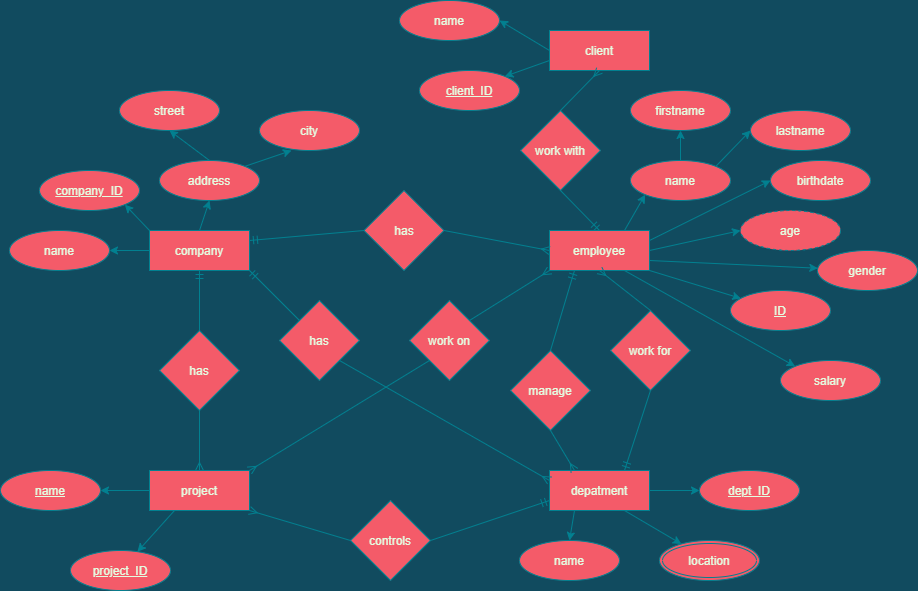 name
client
client_ID
street
firstname
city
lastname
work with
company_ID
address
name
birthdate
has
age
name
company
employee
gender
ID
has
work on
work for
has
salary
manage
name
project
depatment
dept_ID
controls
project_ID
name
location